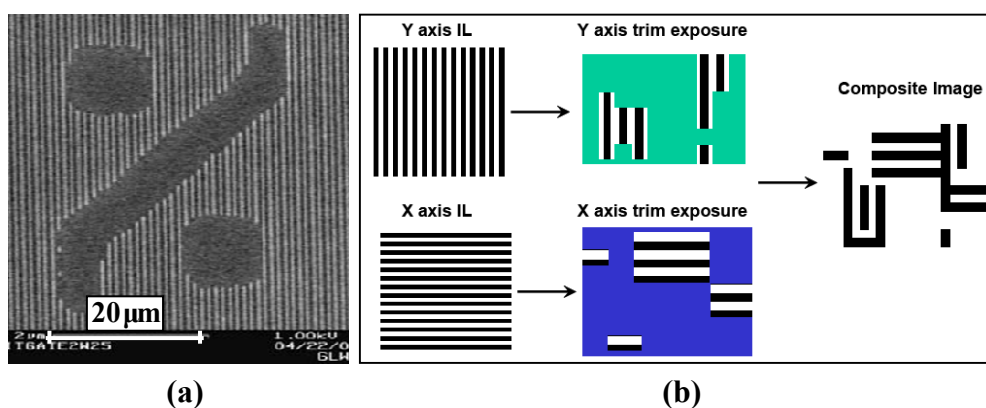 20 µm
2µm
1.00kV
ITGATE2W25
04/22/0
GLW
(a)
Y axis IL
Y axis trim exposure
Composite Image
X axis IL
X axis trim exposure
(b)